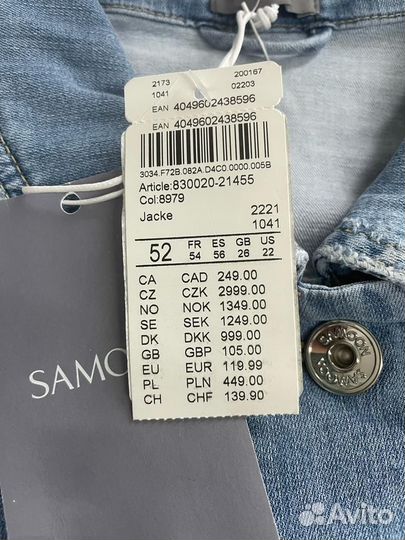 2173 200167
1041 02203
EAN 4049602438596
EAN 4049602438596
3034.F72B.082A.D4C0.0000.005B
Article:830020-21455
Col:8979
Jacke 2221
1041
52 FR ES GB US
54 56 26 22
CA CAD 249.00
CZ CZK 2999.00
NO NOK 1349.00
SE SEK 1249.00
DK DKK 999.00
GB GBP 105.00
EU EUR 119.99
PL PLN 449.00
CH CHF 139.90
SAMO
SAMOON
SAMOON
Avito